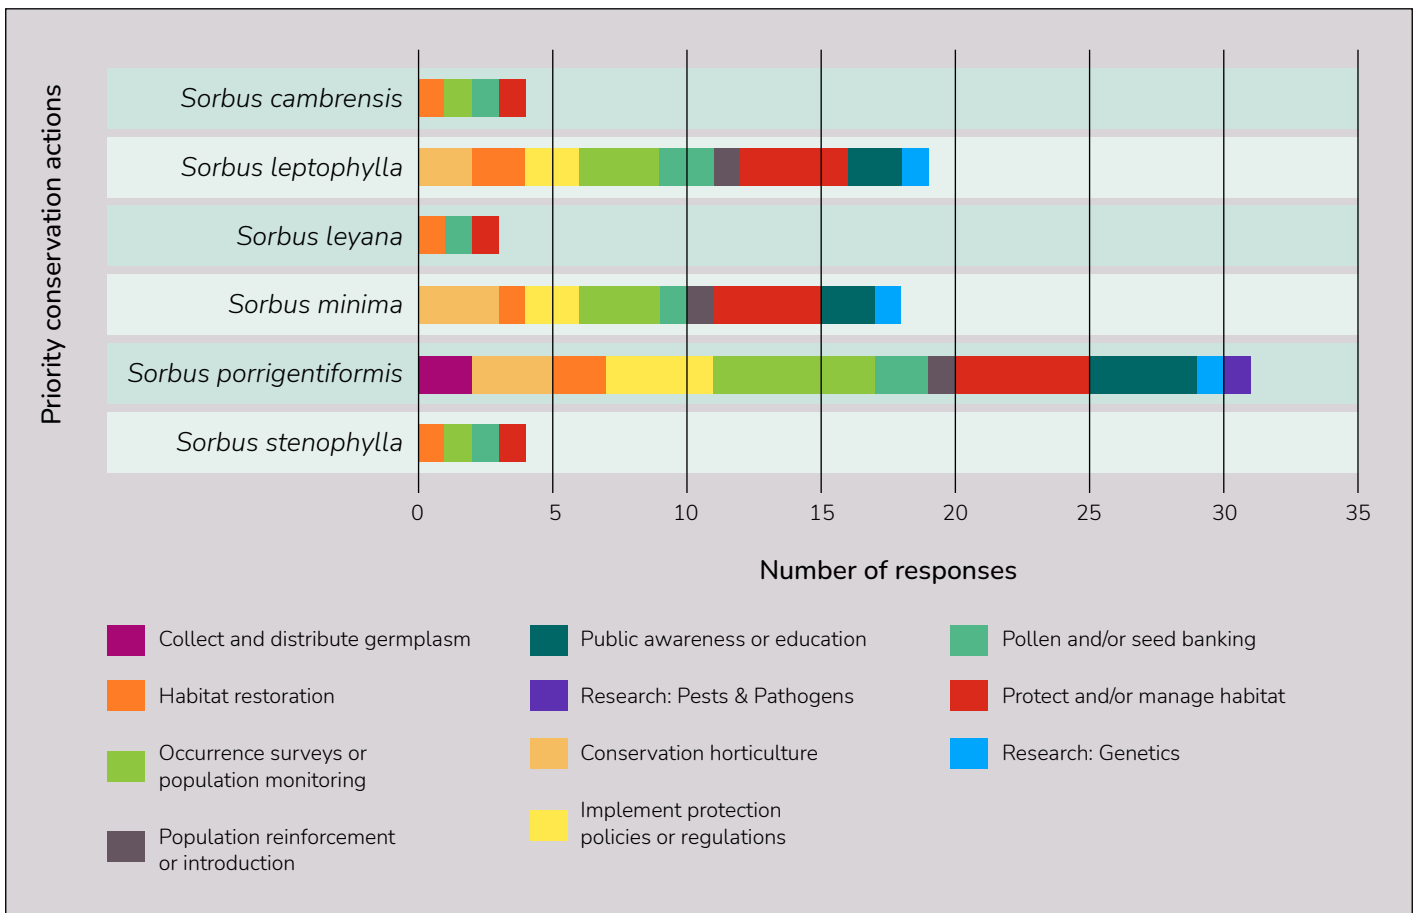 Priority conservation actions
Sorbus cambrensis
Sorbus leptophylla
Sorbus leyana
Sorbus minima
Sorbus porrigentiformis
Sorbus stenophylla
0 5 10 15 20 25 30 35
Number of responses
Collect and distribute germplasm
Habitat restoration
Occurrence surveys or
population monitoring
Population reinforcement
or introduction
Public awareness or education
Research: Pests & Pathogens
Conservation horticulture
Implement protection
policies or regulations
Pollen and/or seed banking
Protect and/or manage habitat
Research: Genetics